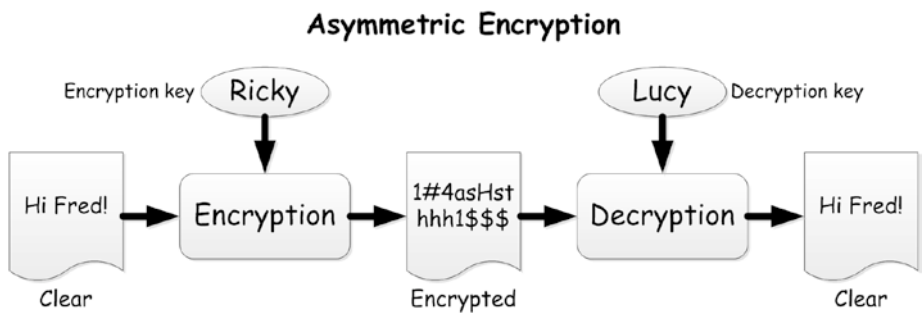 Asymmetric Encryption
Encryption key
Ricky
Lucy
Decryption key
Hi Fred!
Encryption
1#4asHst
hhh1$$$
Decryption
Hi Fred!
Clear
Encrypted
Clear